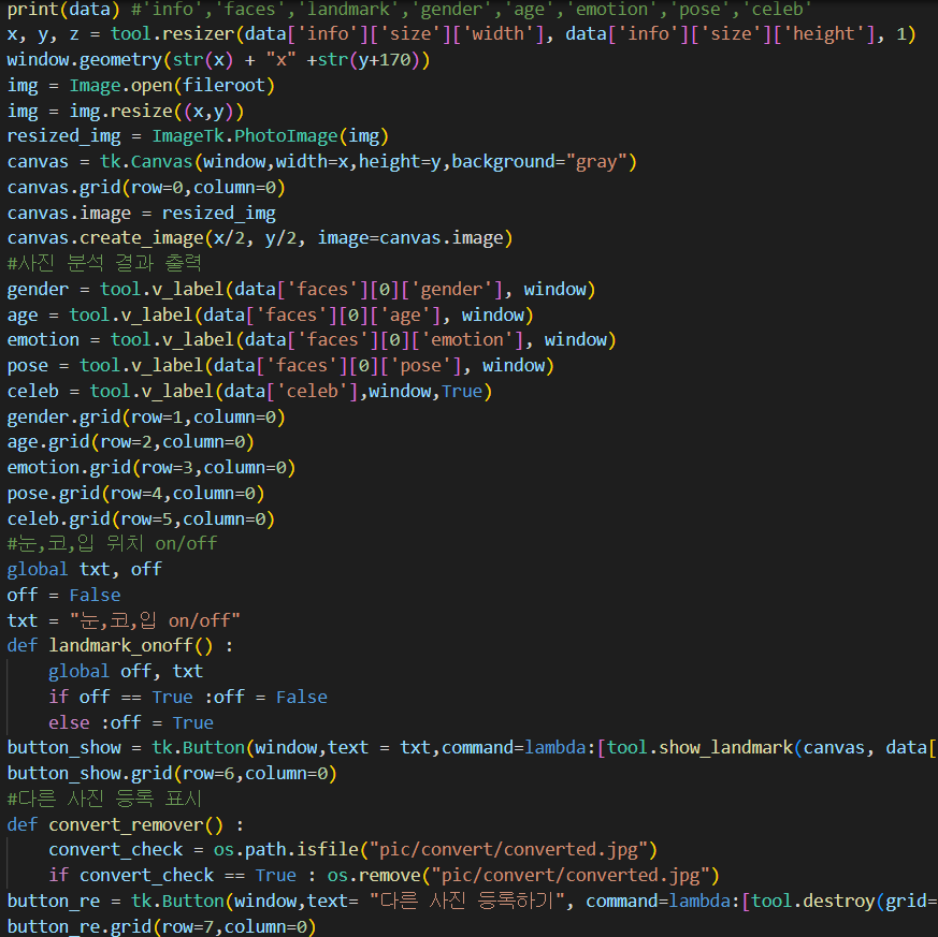 print(data) #'info','faces','landmark','gender','age','emotion','pose','celeb'
x, y, z = tool.resizer(data['info']['size']['width'], data['info']['size']['height'], 1)
window.geometry(str(x) + "x" +str(y+170))
img = Image.open(fileroot)
img = img.resize((x,y))
resized_img = ImageTk.PhotoImage(img)
canvas = tk.Canvas(window,width=x,height=y,background="gray")
canvas.grid(row=0,column=0)
canvas.image = resized_img
canvas.create_image(x/2, y/2, image=canvas.image)
#사진 분석 결과 출력
gender = tool.v_label(data['faces'][0]['gender'], window)
age = tool.v_label(data['faces'][0]['age'], window)
emotion = tool.v_label(data['faces'][0]['emotion'], window)
pose = tool.v_label(data['faces'][0]['pose'], window)
celeb = tool.v_label(data['celeb'],window,True)
gender.grid(row=1,column=0)
age.grid(row=2,column=0)
emotion.grid(row=3,column=0)
pose.grid(row=4,column=0)
celeb.grid(row=5,column=0)
#눈,코,입 위치 on/off
global txt, off
off = False
txt = "눈,코,입 on/off"
def landmark_onoff() :
    global off, txt
    if off == True :off = False
    else :off = True
button_show = tk.Button(window,text = txt,command=lambda:[tool.show_landmark(canvas, data[
button_show.grid(row=6,column=0)
#다른 사진 등록 표시
def convert_remover() :
    convert_check = os.path.isfile("pic/convert/converted.jpg")
    if convert_check == True : os.remove("pic/convert/converted.jpg")
button_re = tk.Button(window,text= "다른 사진 등록하기", command=lambda:[tool.destroy(grid=
button_re.grid(row=7,column=0)